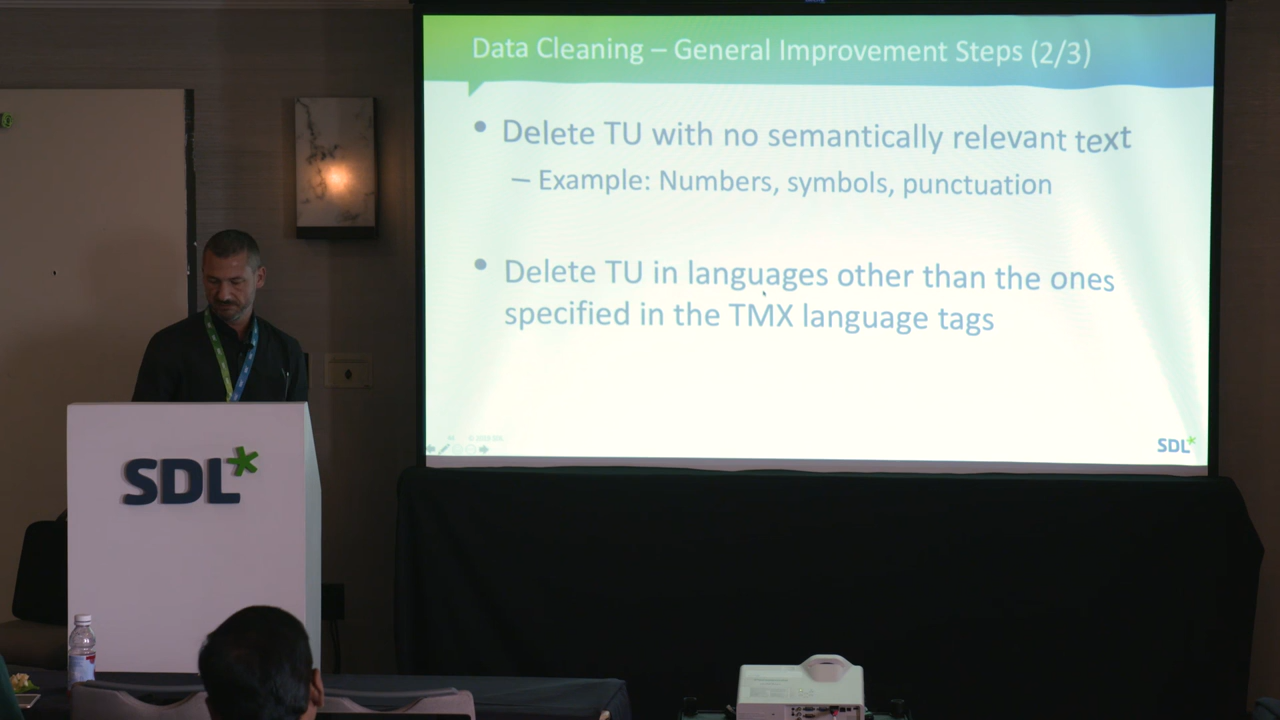 Data Cleaning – General Improvement Steps (2/3)
• Delete TU with no semantically relevant text
– Example: Numbers, symbols, punctuation
• Delete TU in languages other than the ones
specified in the TMX language tags
SDL*
SDL*